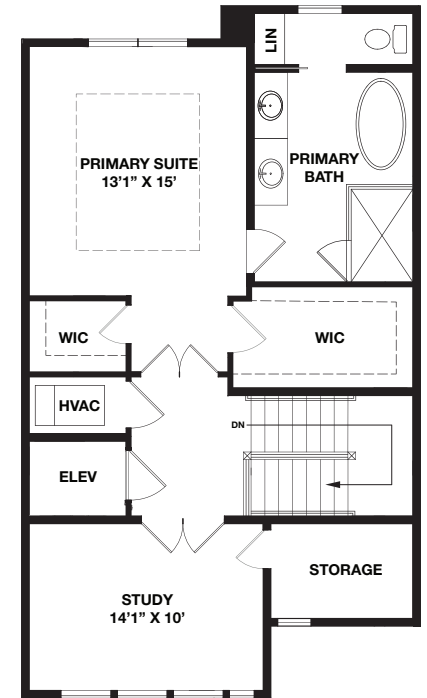 LIN
PRIMARY SUITE
13'1" X 15'
PRIMARY
BATH
WIC
WIC
HVAC
DN
ELEV
STORAGE
STUDY
14'1" X 10'